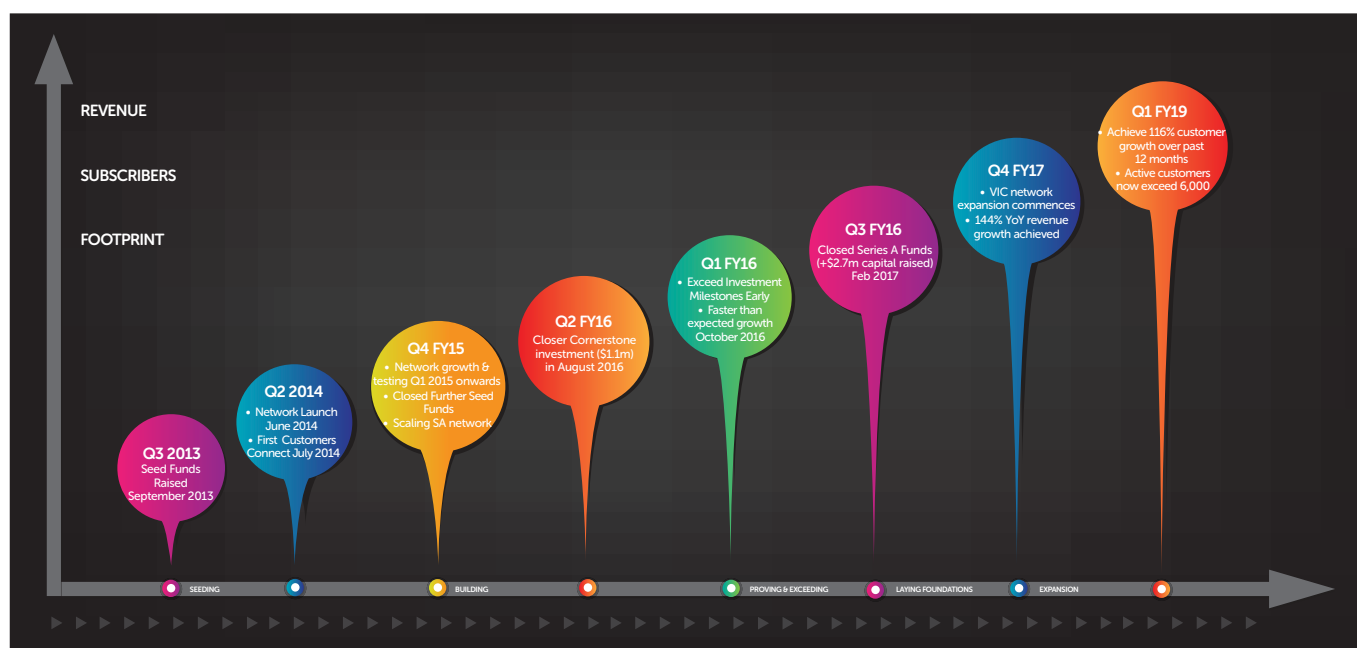 REVENUE
SUBSCRIBERS
FOOTPRINT
Q3 2013
Seed Funds
Raised
September 2013
Q2 2014
• Network Launch
June 2014
• First Customers
Connect July 2014
Q4 FY15
• Network growth &
testing Q1 2015 onwards
• Closed Further Seed
Funds
• Scaling SA network
Q2 FY16
Closer Cornerstone
investment ($1.1m)
in August 2016
Q1 FY16
• Exceed Investment
Milestones Early
• Faster than
expected growth
October 2016
Q3 FY16
Closed Series A Funds
(+$2.7m capital raised)
Feb 2017
Q4 FY17
• VIC network
expansion commences
• 144% YoY revenue
growth achieved
Q1 FY19
• Achieve 116% customer
growth over past
12 months
• Active customers
now exceed 6,000
SEEDING
BUILDING
PROVING & EXCEEDING
LAYING FOUNDATIONS
EXPANSION